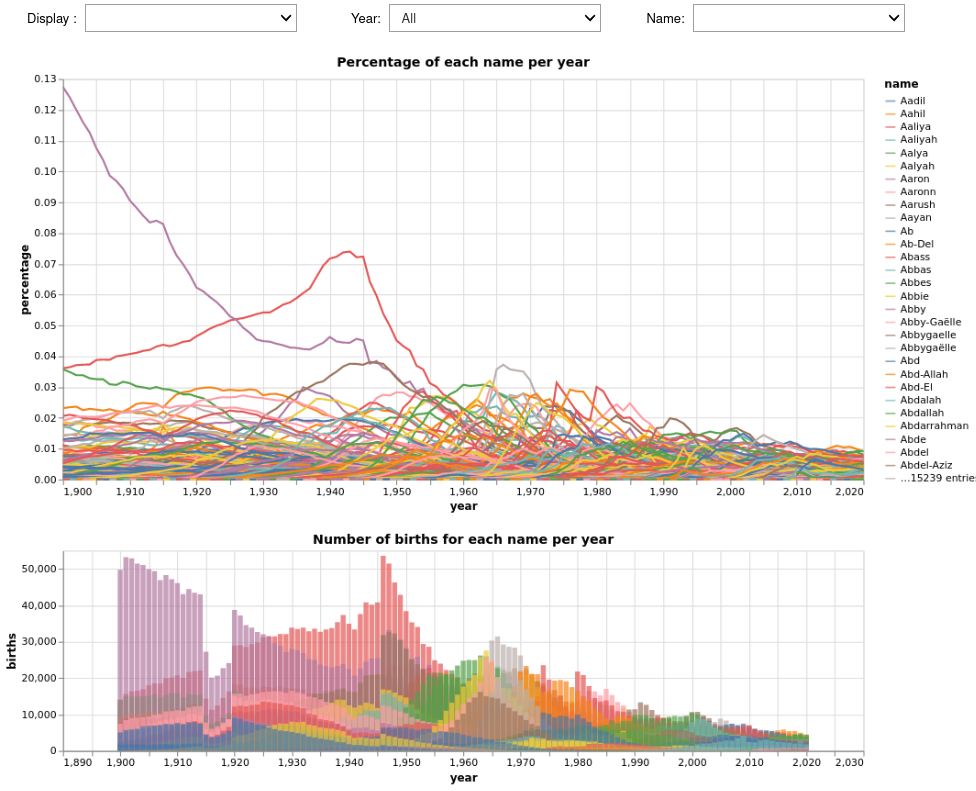 Display :
Year: All
Name:
Percentage of each name per year
0.13
0.12
0.11
0.10
0.09
0.08
0.07
0.06
0.05
0.04
0.03
0.02
0.01
0.00
percentage
1,900 1,910 1,920 1,930 1,940 1,950 1,960 1,970 1,980 1,990 2,000 2,010 2,020
year
name
Aadil
Aahil
Aaliya
Aaliyah
Aalya
Aalyah
Aaron
Aaronn
Aarush
Aayan
Ab
Ab-Del
Abass
Abbas
Abbes
Abbie
Abby
Abby-Gaëlle
Abbygaelle
Abbygaëlle
Abd
Abd-Allah
Abd-El
Abdalah
Abdallah
Abdarrahman
Abde
Abdel
Abdel-Aziz
...15239 entries
Number of births for each name per year
50,000
40,000
30,000
20,000
10,000
0
births
1,890 1,900 1,910 1,920 1,930 1,940 1,950 1,960 1,970 1,980 1,990 2,000 2,010 2,020 2,030
year